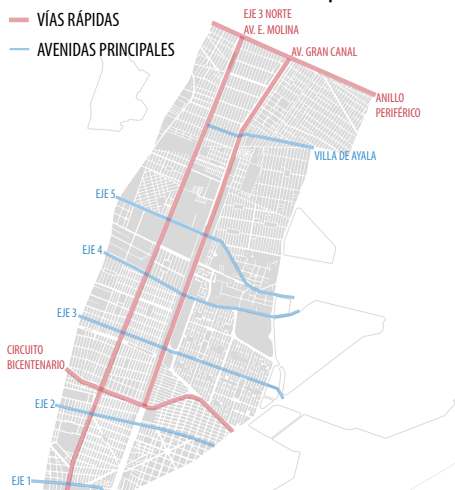 VÍAS RÁPIDAS
AVENIDAS PRINCIPALES
EJE 3 NORTE
AV. E. MOLINA
AV. GRAN CANAL
ANILLO
PERIFÉRICO
VILLA DE AYALA
EJE 5
EJE 4
EJE 3
CIRCUITO
BICENTENARIO
EJE 2
EJE 1